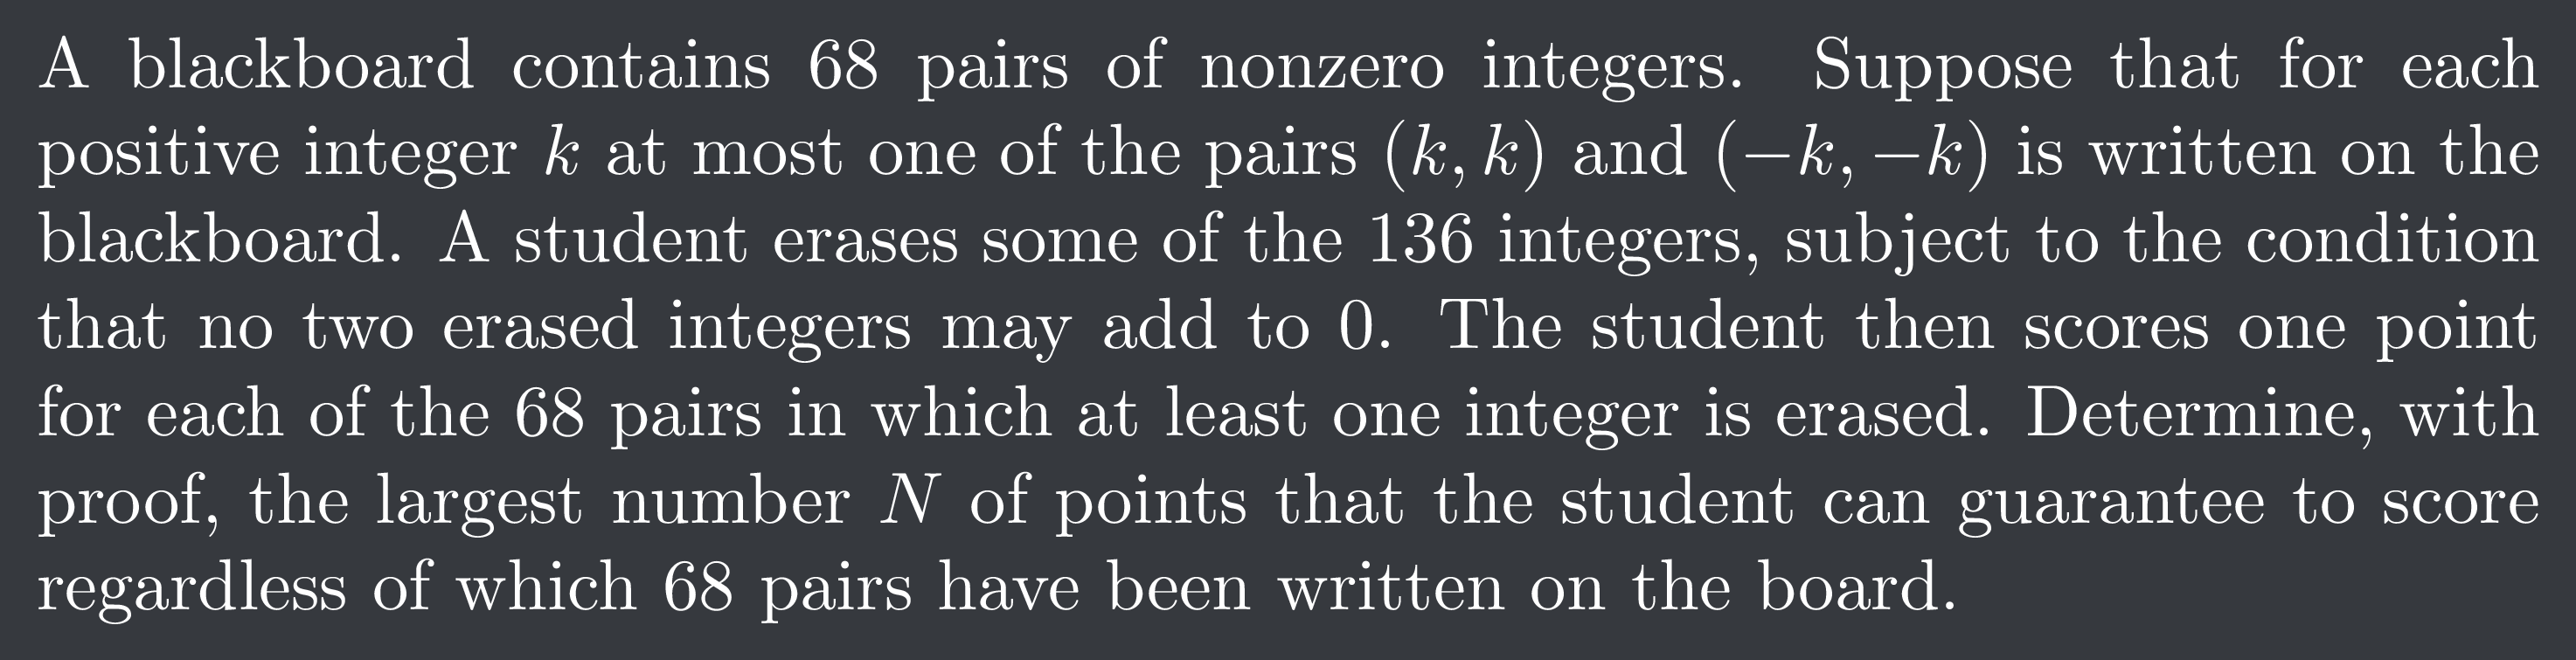 A blackboard contains 68 pairs of nonzero integers. Suppose that for each
positive integer k at most one of the pairs (k, k) and (−k, −k) is written on the
blackboard. A student erases some of the 136 integers, subject to the condition
that no two erased integers may add to 0. The student then scores one point
for each of the 68 pairs in which at least one integer is erased. Determine, with
proof, the largest number N of points that the student can guarantee to score
regardless of which 68 pairs have been written on the board.